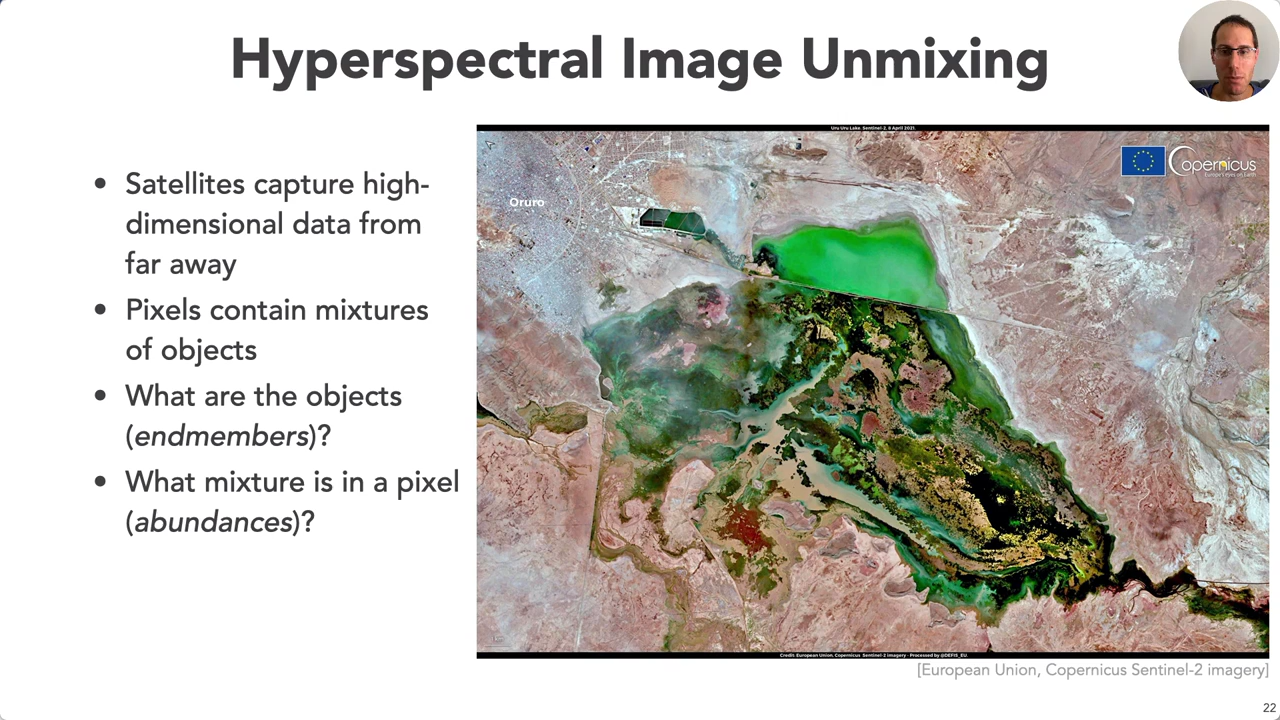 Hyperspectral Image Unmixing
• Satellites capture high-
dimensional data from
far away
• Pixels contain mixtures
of objects
• What are the objects
(endmembers)?
• What mixture is in a pixel
(abundances)?
Uru Uru Lake. Sentinel-2, 8 April 2021.
opernicus
Europe's eyes on Earth
Oruro
Credit: European Union, Copernicus Sentinel-2 imagery - Processed by @DEFIS_EU.
[European Union, Copernicus Sentinel-2 imagery]
22